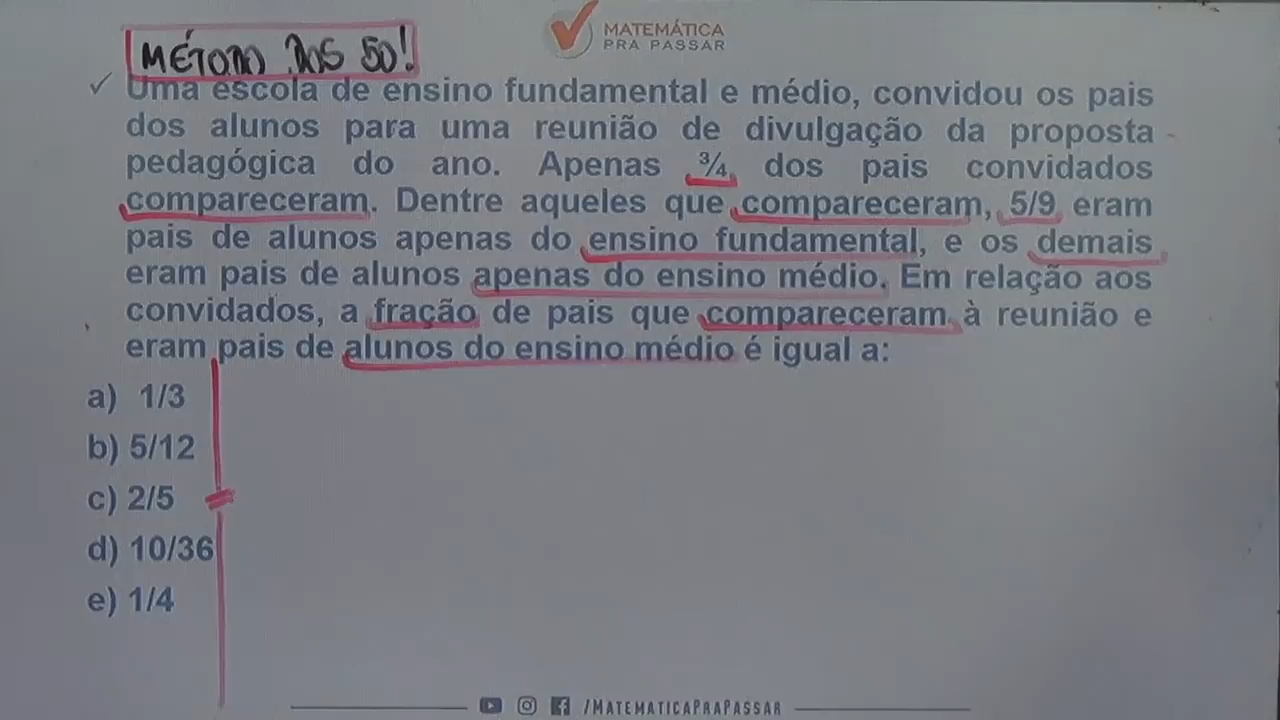 MATEMÁTICA
PRA PASSAR
MÉTODO DOS 50!
✓ Uma escola de ensino fundamental e médio, convidou os pais
dos alunos para uma reunião de divulgação da proposta
pedagógica do ano. Apenas ¾ dos pais convidados
compareceram. Dentre aqueles que compareceram, 5/9 eram
pais de alunos apenas do ensino fundamental, e os demais
eram pais de alunos apenas do ensino médio. Em relação aos
convidados, a fração de pais que compareceram à reunião e
eram pais de alunos do ensino médio é igual a:
a) 1/3
b) 5/12
c) 2/5
d) 10/36
e) 1/4
/MATEMATICAPRAPASSAR